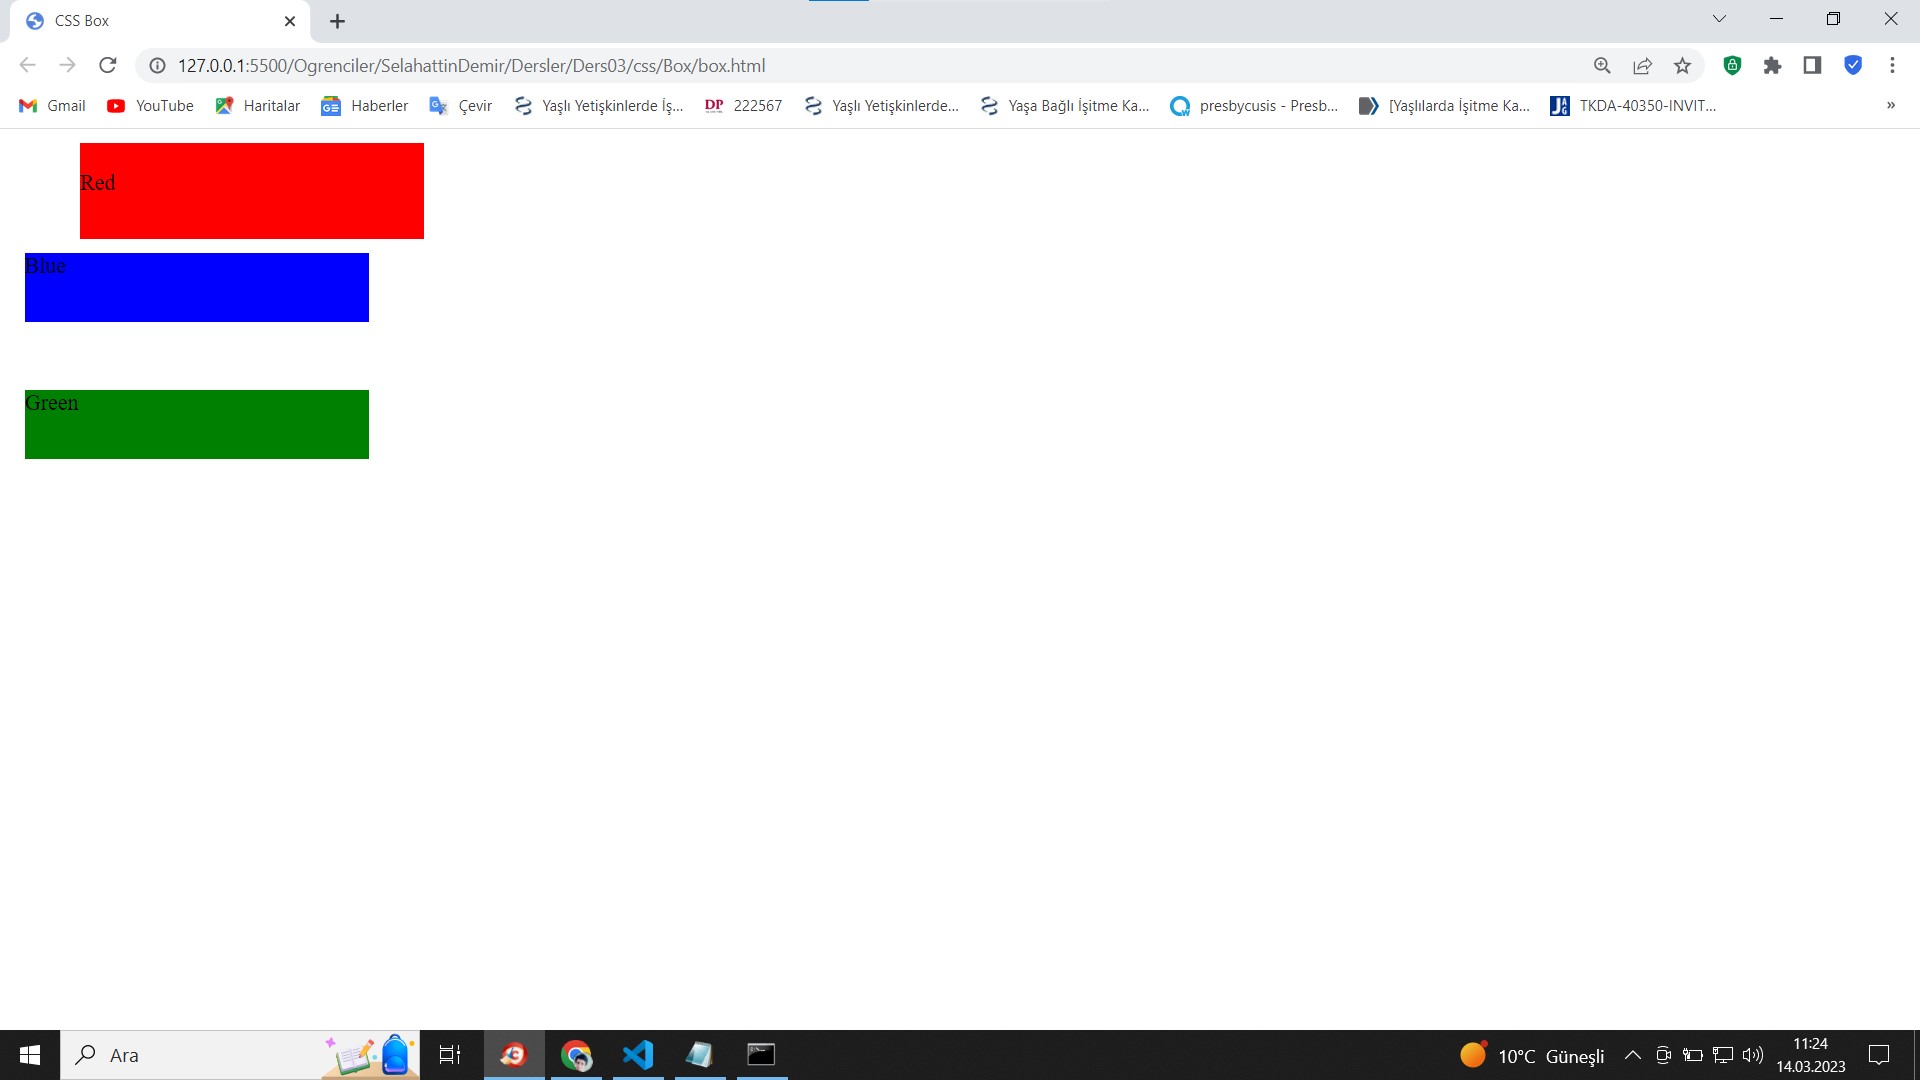 CSS Box
127.0.0.1:5500/Ogrenciler/SelahattinDemir/Dersler/Ders03/css/Box/box.html
Gmail YouTube Haritalar Haberler Çevir Yaşlı Yetişkinlerde İş... DP 222567 Yaşlı Yetişkinlerde... Yaşa Bağlı İşitme Ka... presbycusis - Presb... [Yaşlılarda İşitme Ka... TKDA-40350-INVIT... »
Red
Blue
Green
Ara 10°C Güneşli 11:24
14.03.2023